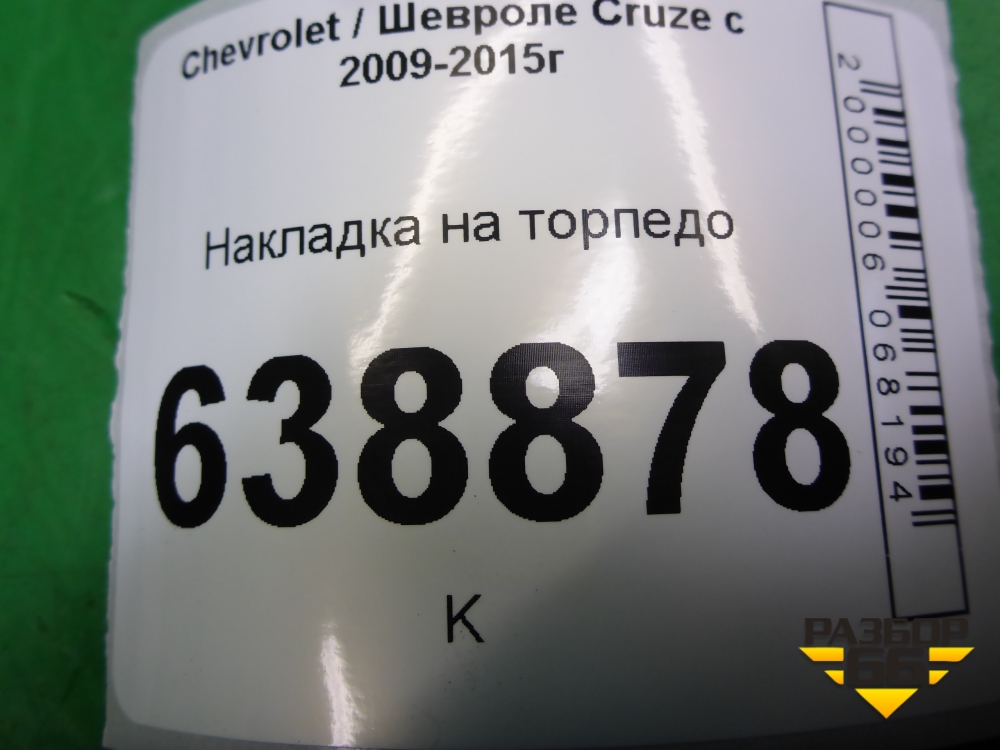 Chevrolet / Шевроле Cruze с
2009-2015г
Накладка на торпедо
638878
К
2000006068194
РАЗБОР
66